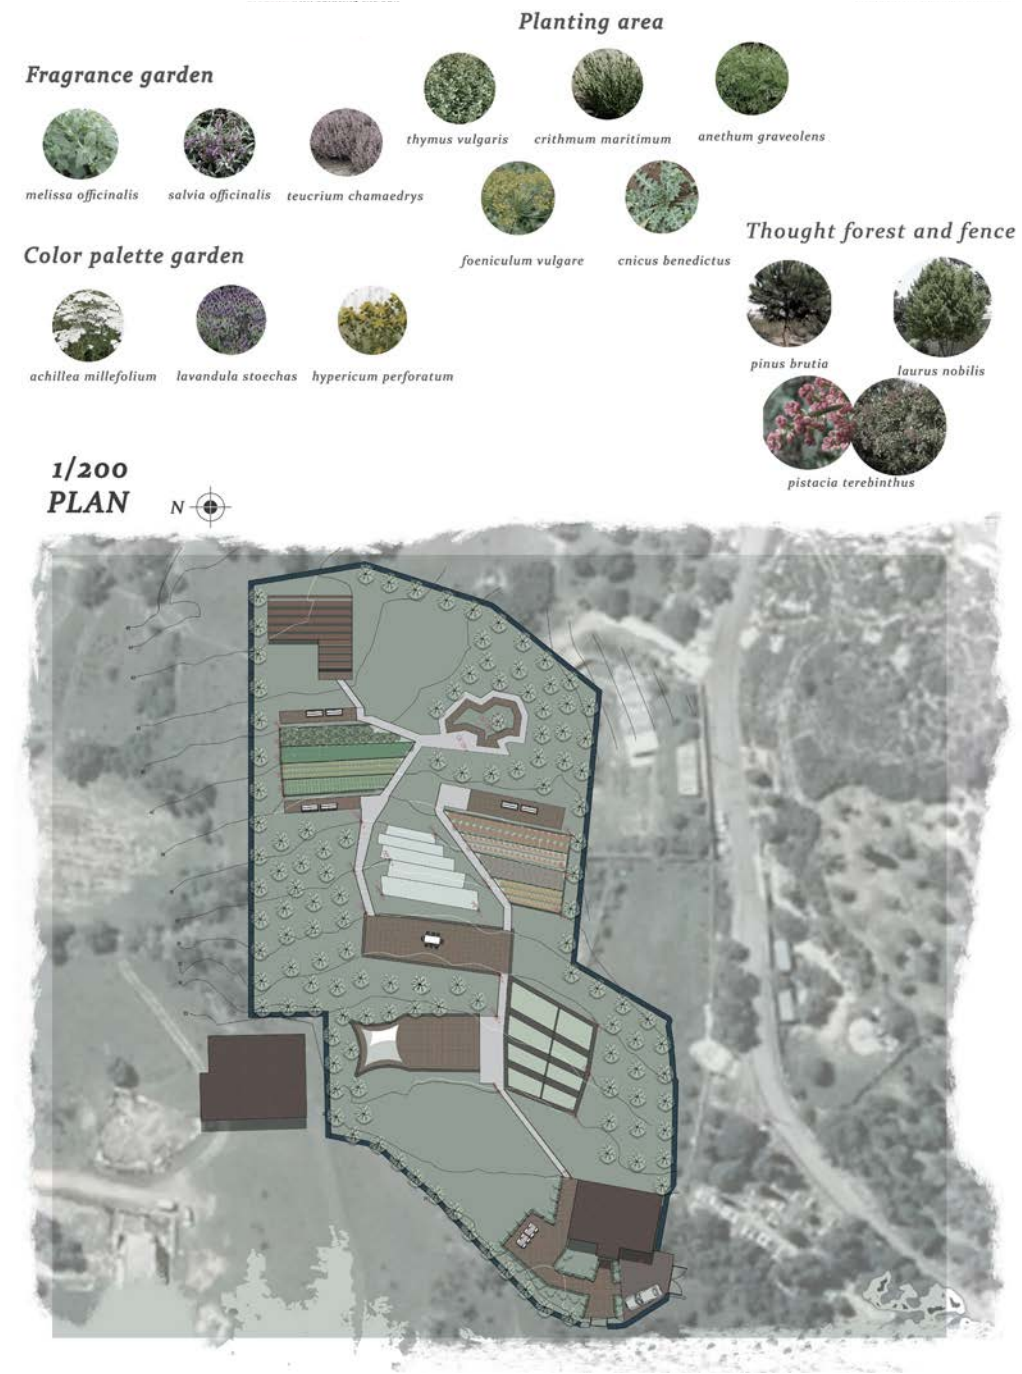 Planting area
Fragrance garden
thymus vulgaris
crithmum maritimum
anethum graveolens
melissa officinalis
salvia officinalis
teucrium chamaedrys
Thought forest and fence
Color palette garden
foeniculum vulgare
cnicus benedictus
pinus brutia
laurus nobilis
achillea millefolium
lavandula stoechas
hypericum perforatum
pistacia terebinthus
1/200
PLAN
N